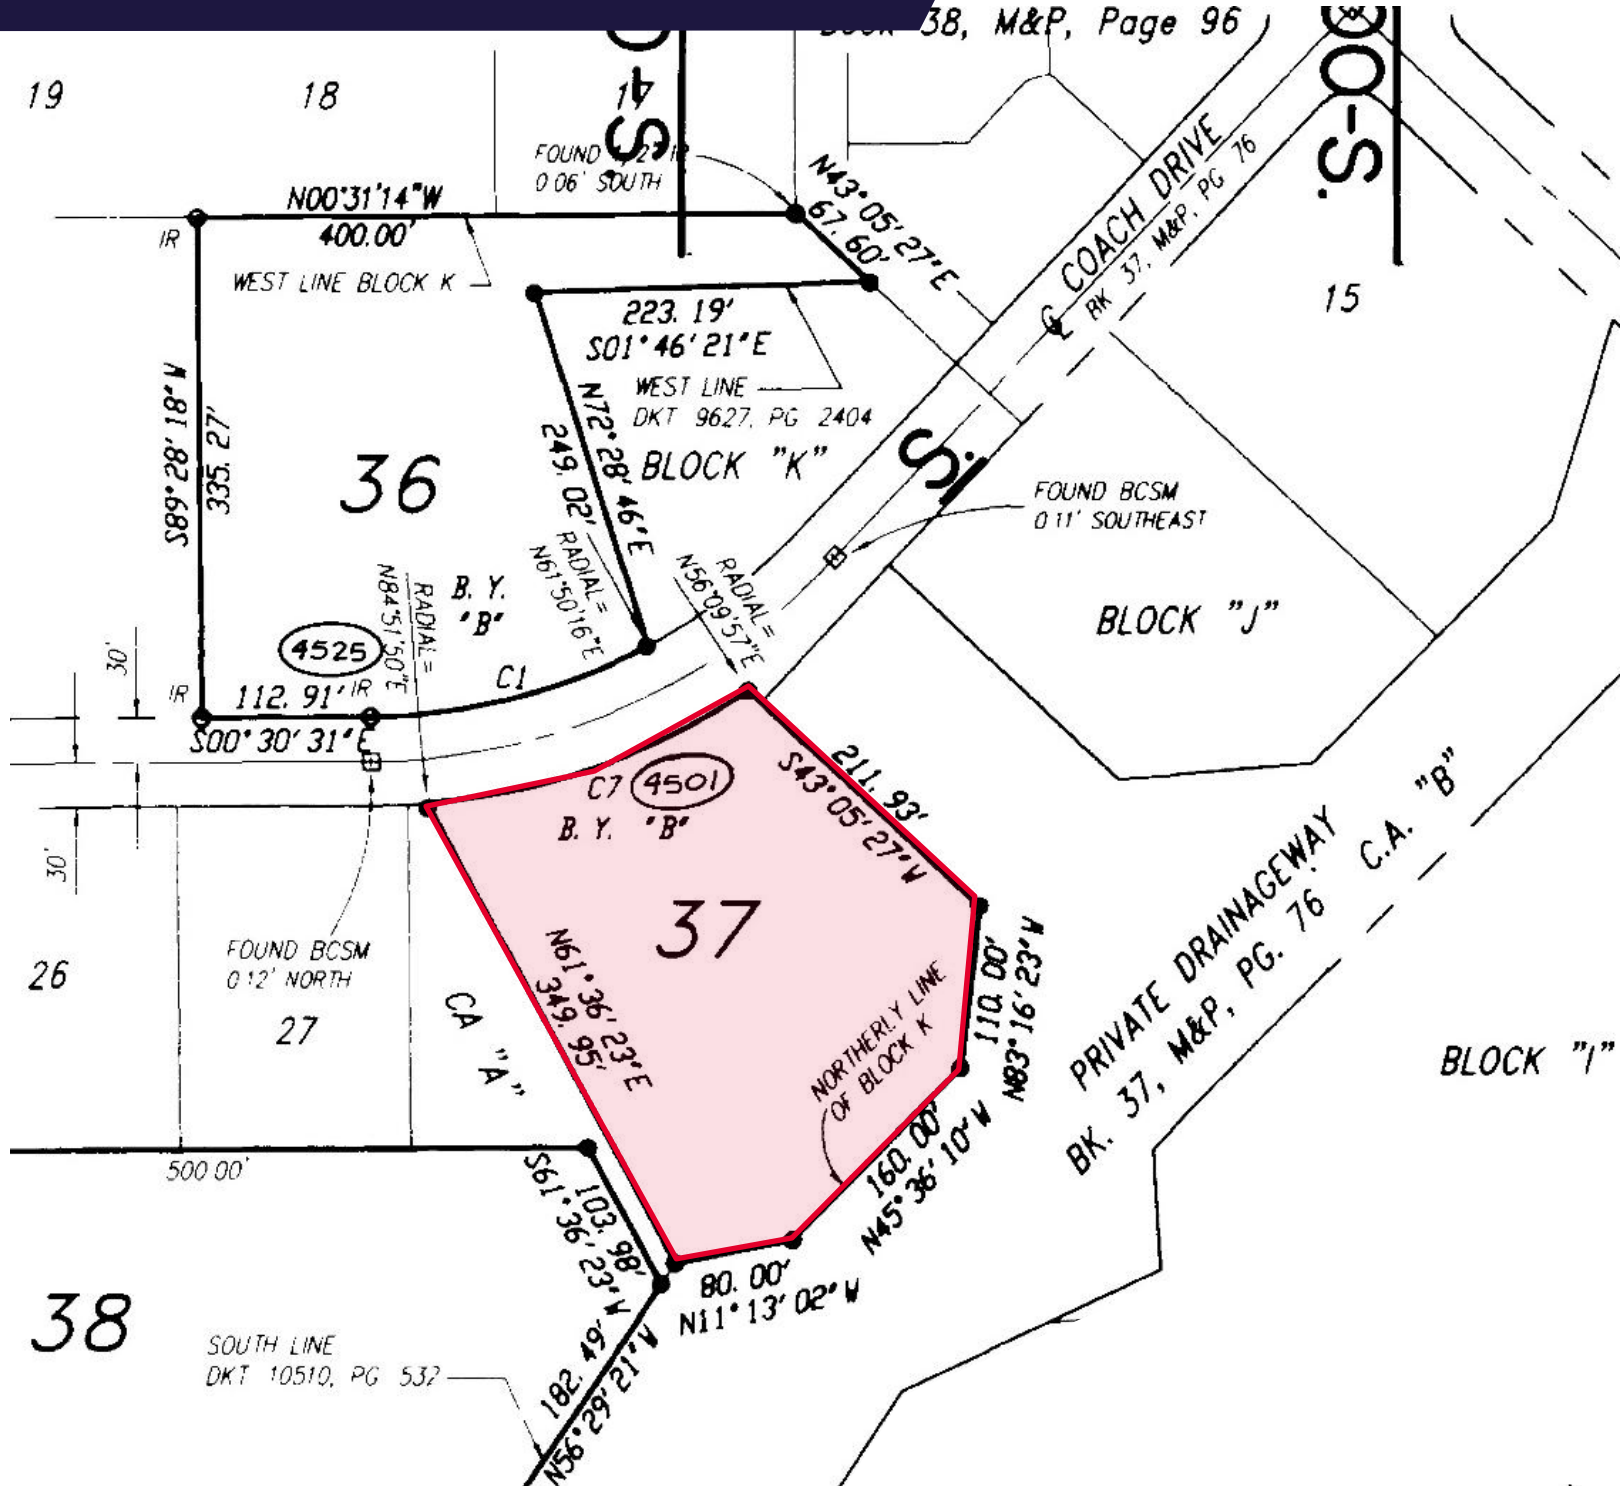 38, M&P, Page 96
19
18
17
O-4-S
OO-S.
FOUND 1/2" IR
0.06' SOUTH
N00°31'14"W
400.00'
IR
WEST LINE BLOCK K
N43°05'27"E
67.60'
COACH DRIVE
BK 37, M&P, PG 76
15
223.19'
S01°46'21"E
WEST LINE
DKT 9627, PG 2404
BLOCK "K"
S89°28'18"W
335.27'
36
N72°28'46"E
249.02'
S.
FOUND BCSM
0.11' SOUTHEAST
RADIAL=
N61°50'16"E
RADIAL=
N56°09'57"E
RADIAL=
N84°51'50"E
B.Y.
"B"
BLOCK "J"
4525
C1
30'
IR
112.91'
IR
S00°30'31"E
C7
4501
B.Y. "B"
211.93'
S43°05'27"W
30'
37
FOUND BCSM
0.12' NORTH
26
27
CA "A"
N61°36'23"E
349.95'
NORTHERLY LINE
OF BLOCK K
110.00'
N83°16'23"W
PRIVATE DRAINAGEWAY
BK. 37, M&P, PG. 76
C.A. "B"
BLOCK "I"
160.00'
N45°36'10"W
500.00'
103.98'
S61°36'23"W
80.00'
N11°13'02"W
38
SOUTH LINE
DKT 10510, PG 532
182.49'
N56°29'21"W